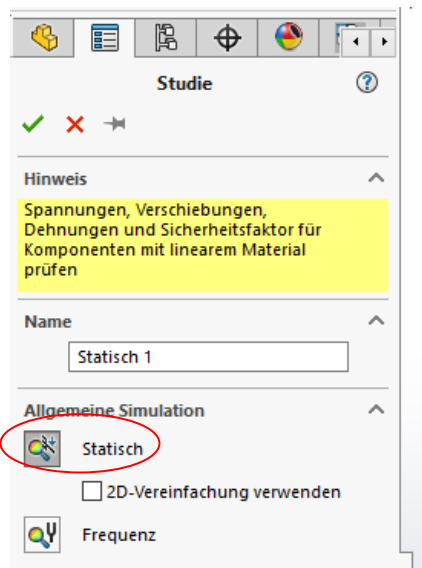 Studie
Hinweis
Spannungen, Verschiebungen,
Dehnungen und Sicherheitsfaktor für
Komponenten mit linearem Material
prüfen
Name
Statisch 1
Allgemeine Simulation
Statisch
2D-Vereinfachung verwenden
Frequenz